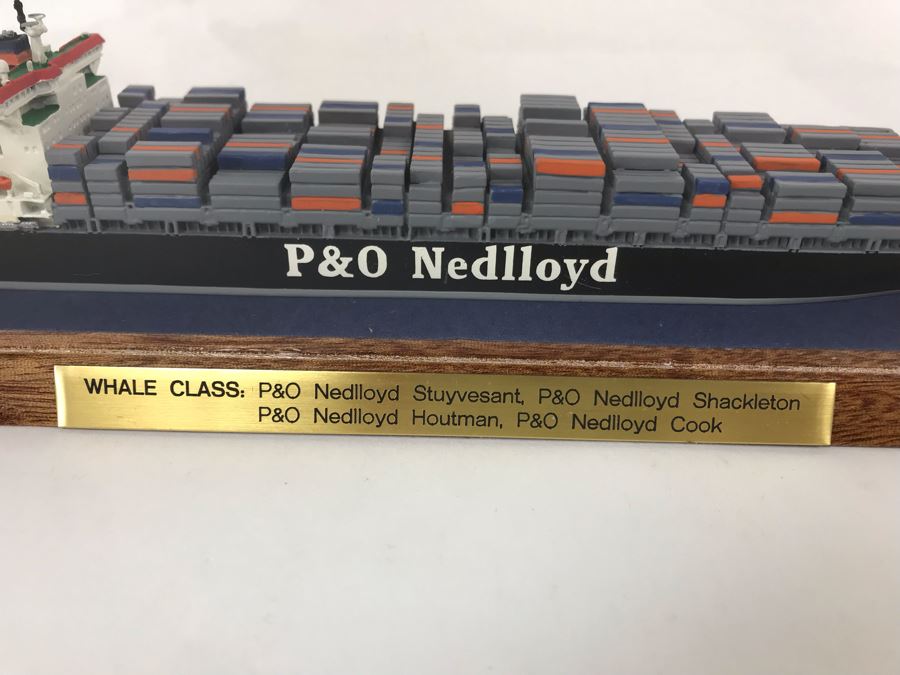 P&O Nedlloyd
WHALE CLASS: P&O Nedlloyd Stuyvesant, P&O Nedlloyd Shackleton
P&O Nedlloyd Houtman, P&O Nedlloyd Cook